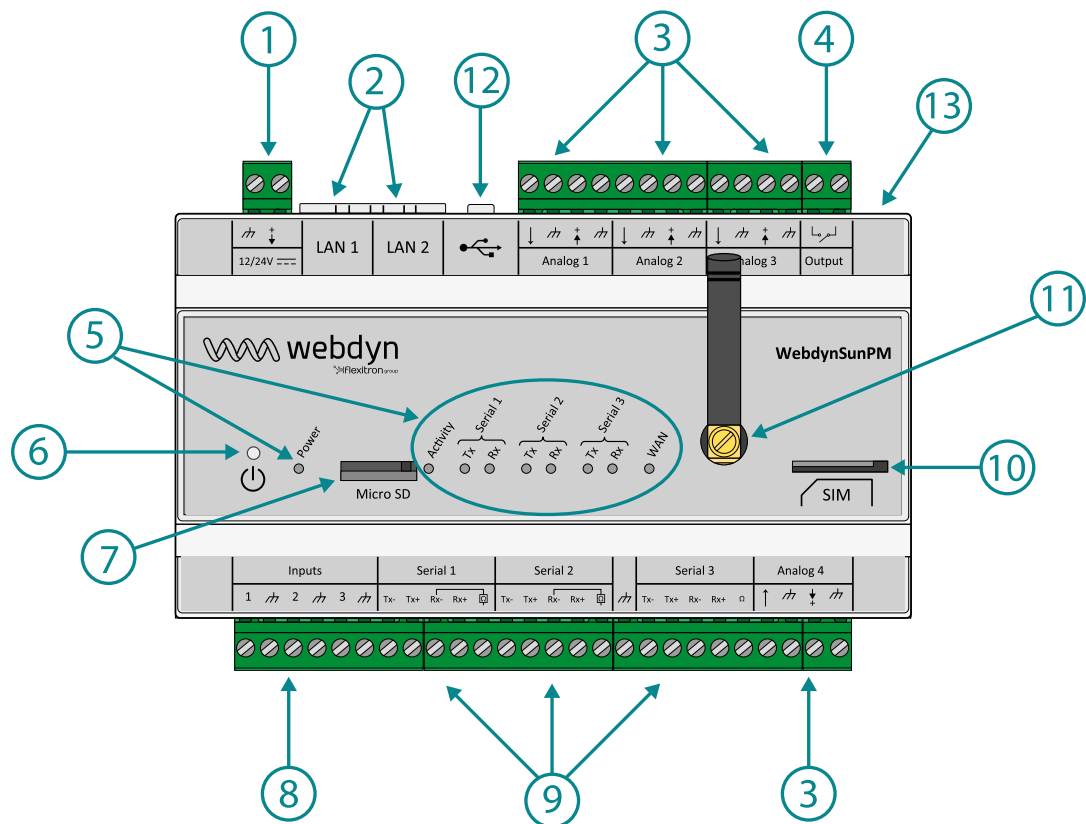 1
2
12
3
4
13
12/24V
LAN 1
LAN 2
Analog 1
Analog 2
nalog 3
Output
5
11
webdyn
flexitron group
WebdynSunPM
6
Power
Activity
Serial 1
Tx Rx
Serial 2
Tx Rx
Serial 3
Tx Rx
WAN
Micro SD
SIM
10
7
Inputs
Serial 1
Serial 2
Serial 3
Analog 4
1 2 3
Tx- Tx+ Rx- Rx+
Tx- Tx+ Rx- Rx+
Tx- Tx+ Rx- Rx+ Ω
8
9
3